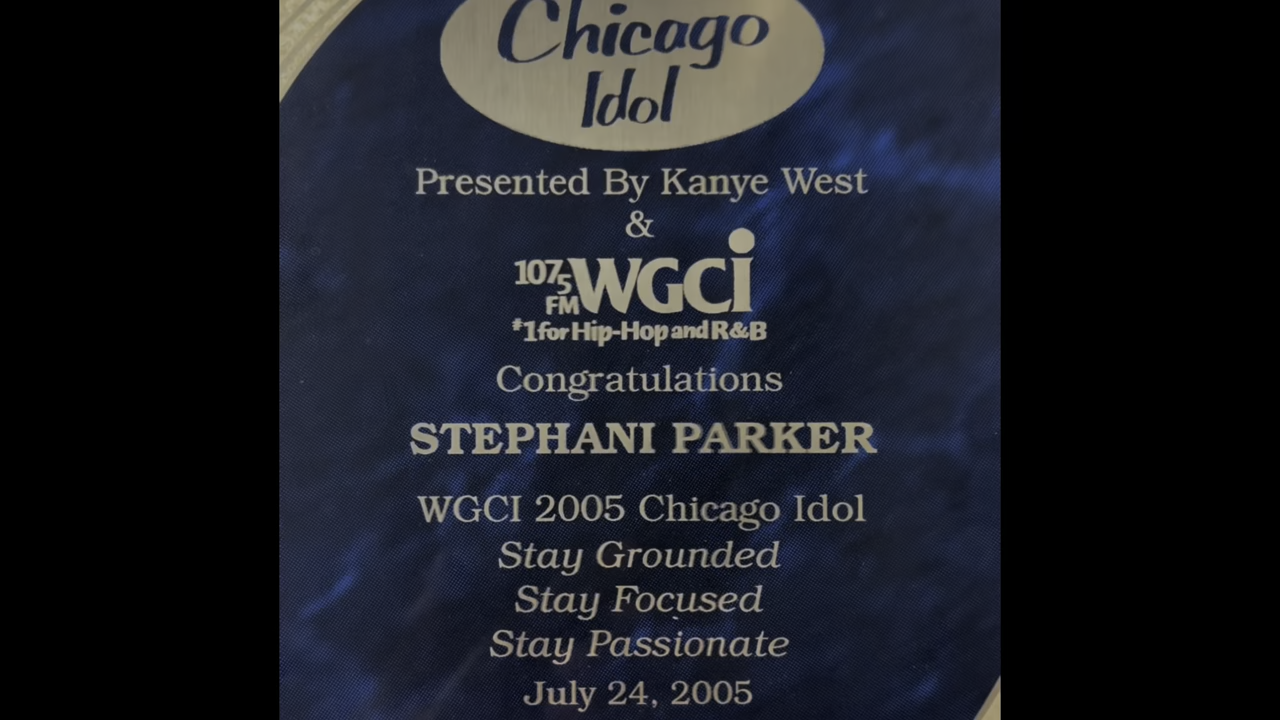 Chicago
Idol
Presented By Kanye West
&
107.5 FM WGCI
#1 for Hip-Hop and R&B
Congratulations
STEPHANI PARKER
WGCI 2005 Chicago Idol
Stay Grounded
Stay Focused
Stay Passionate
July 24, 2005